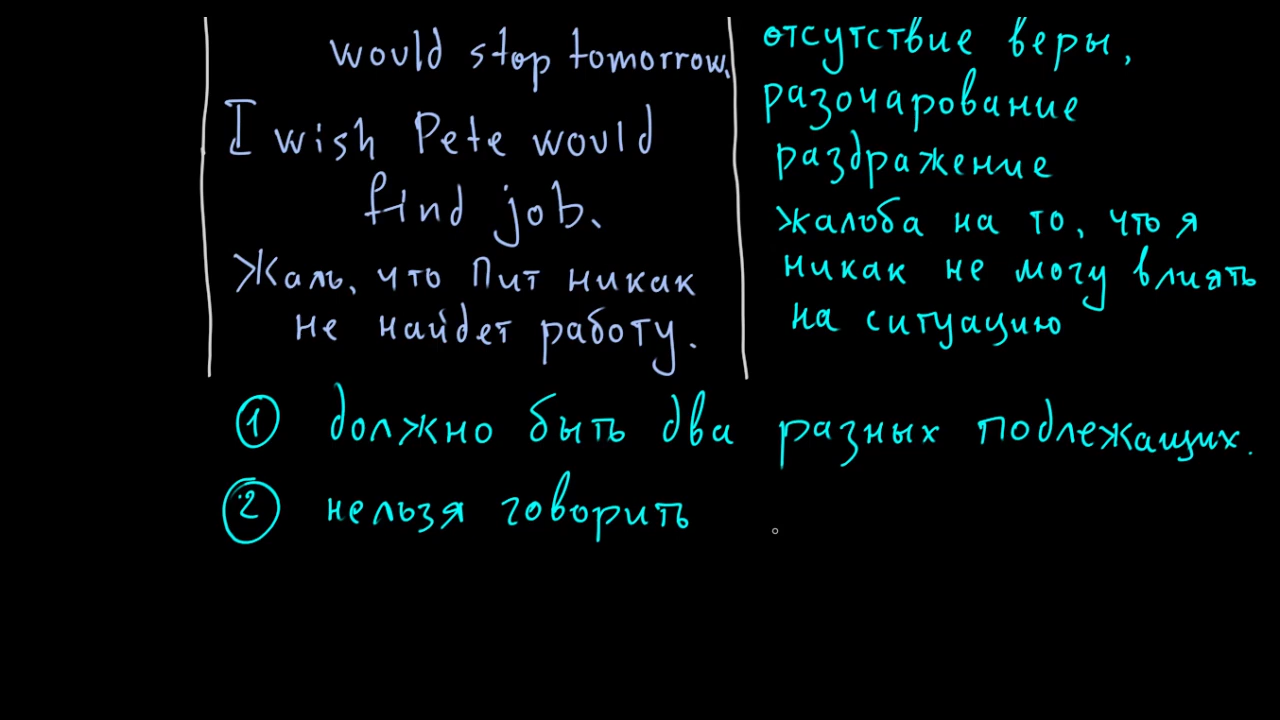 would stop tomorrow.
I wish Pete would
find job.
Жаль, что Пит никак
не найдет работу.
отсутствие веры,
разочарование
раздражение
жалоба на то, что я
никак не могу влиять
на ситуацию
1 должно быть два разных подлежащих.
2 нельзя говорить